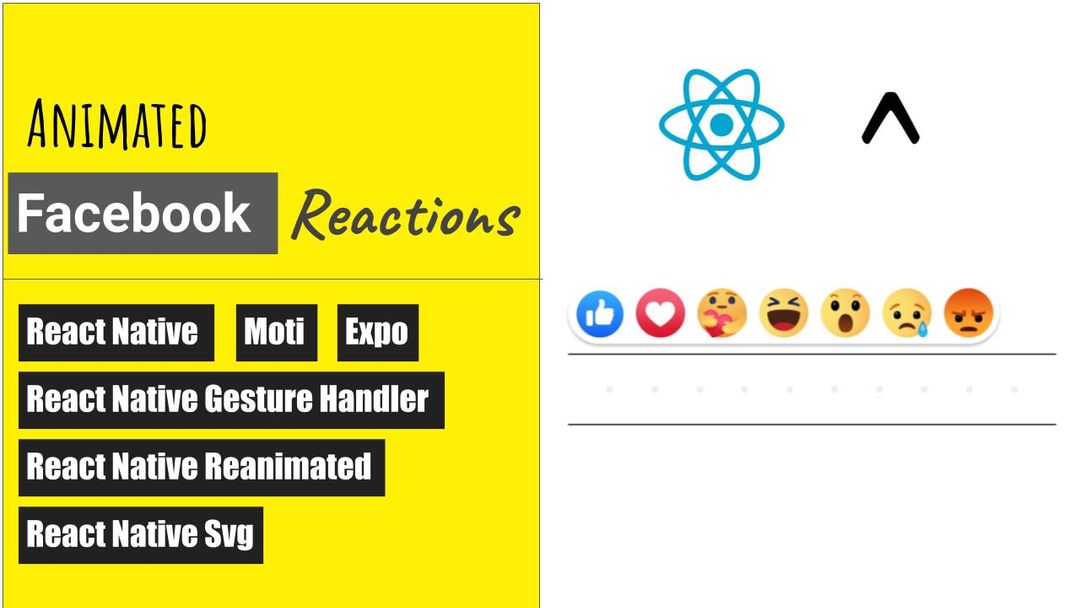 ANIMATED
Facebook Reactions
React Native Moti Expo
React Native Gesture Handler
React Native Reanimated
React Native Svg